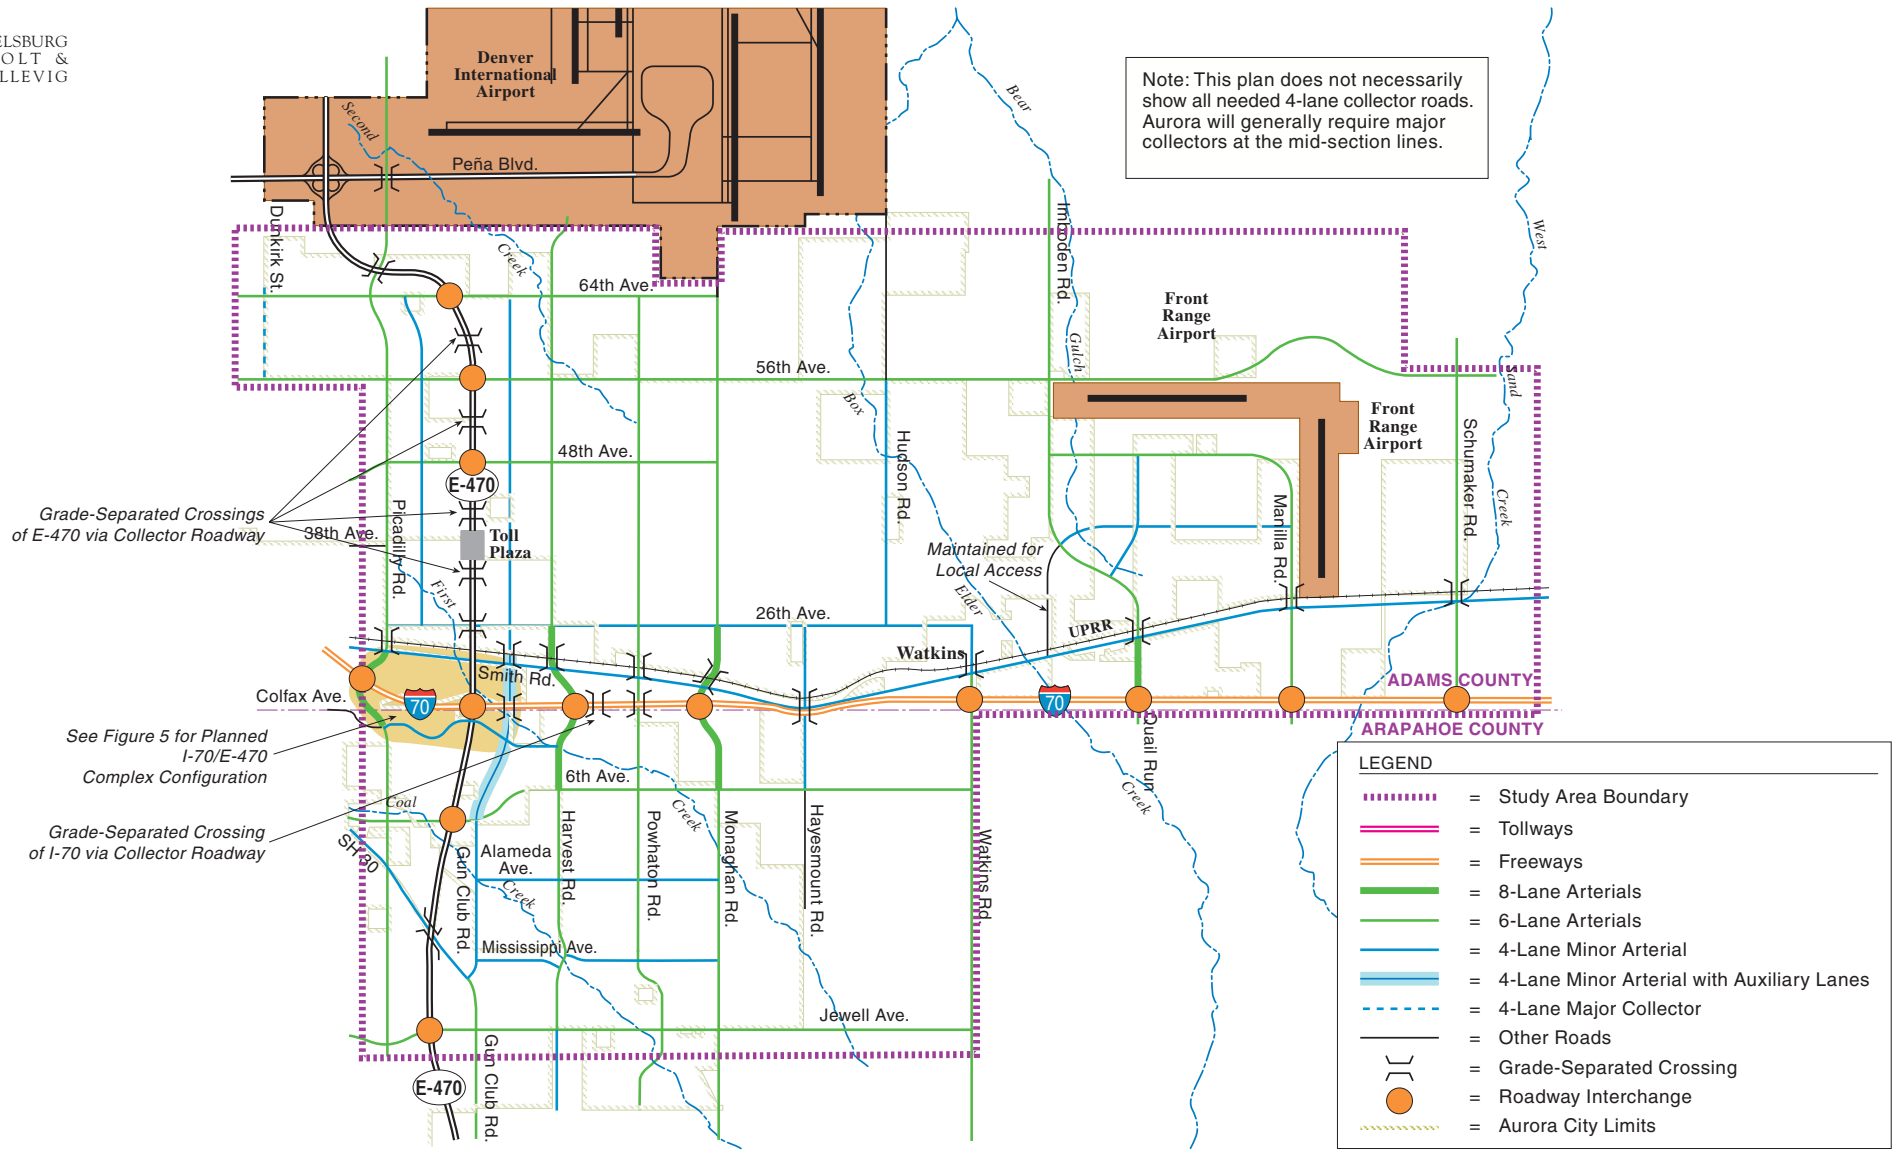 ELSBURG
OLT &
LLEVIG
Denver
International
Airport
Second
Peña Blvd.
Bear
Note: This plan does not necessarily
show all needed 4-lane collector roads.
Aurora will generally require major
collectors at the mid-section lines.
Dunkirk St.
Creek
64th Ave.
Imboden Rd.
West
Front
Range
Airport
Gulch
56th Ave.
Box
Sand
Front
Range
Airport
48th Ave.
Hudson Rd.
Schumaker Rd.
E-470
Creek
Grade-Separated Crossings
of E-470 via Collector Roadway
38th Ave.
Picadilly Rd.
Toll
Plaza
Manilla Rd.
Maintained for
Local Access
First
Elder
26th Ave.
UPRR
Watkins
Smith Rd.
Colfax Ave.
70
70
ADAMS COUNTY
ARAPAHOE COUNTY
See Figure 5 for Planned
I-70/E-470
Complex Configuration
Quail Run
6th Ave.
Coal
Creek
Creek
Grade-Separated Crossing
of I-70 via Collector Roadway
SH 30
Gun Club Rd.
Alameda
Ave.
Harvest Rd.
Powhaton Rd.
Monaghan Rd.
Hayesmount Rd.
Watkins Rd.
Creek
Mississippi Ave.
Jewell Ave.
Gun Club Rd.
E-470
LEGEND
= Study Area Boundary
= Tollways
= Freeways
= 8-Lane Arterials
= 6-Lane Arterials
= 4-Lane Minor Arterial
= 4-Lane Minor Arterial with Auxiliary Lanes
= 4-Lane Major Collector
= Other Roads
= Grade-Separated Crossing
= Roadway Interchange
= Aurora City Limits